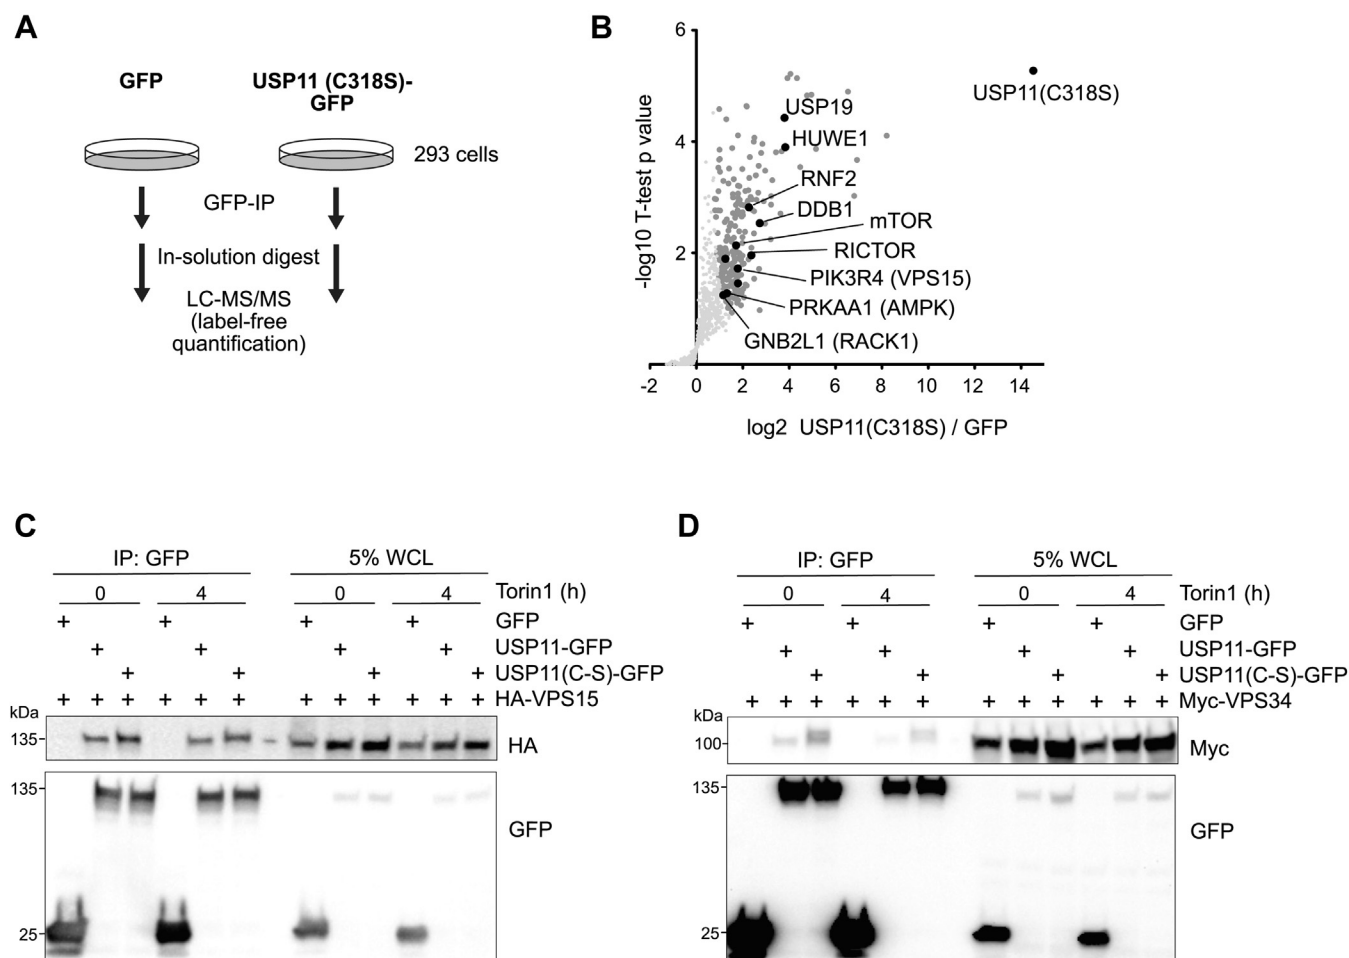 A
GFP
USP11 (C318S)-
GFP
293 cells
GFP-IP
In-solution digest
LC-MS/MS
(label-free
quantification)
B
-log10 T-test p value
6
4
2
USP11(C318S)
USP19
HUWE1
RNF2
DDB1
mTOR
RICTOR
PIK3R4 (VPS15)
PRKAA1 (AMPK)
GNB2L1 (RACK1)
-2 0 2 4 6 8 10 12 14
log2 USP11(C318S) / GFP
C
IP: GFP 5% WCL
0 4 0 4 Torin1 (h)
+ + + + GFP
+ + + + USP11-GFP
+ + + + USP11(C-S)-GFP
+ + + + + + + + + + + + HA-VPS15
kDa
135- HA
135-
GFP
25-
D
IP: GFP 5% WCL
0 4 0 4 Torin1 (h)
+ + + + GFP
+ + + + USP11-GFP
+ + + + USP11(C-S)-GFP
+ + + + + + + + + + + + Myc-VPS34
kDa
100- Myc
135-
GFP
25-